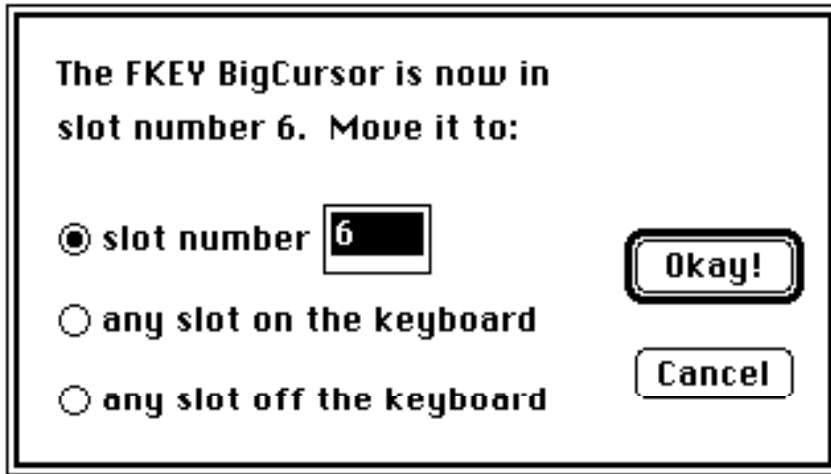 The FKEY BigCursor is now in
slot number 6.  Move it to:
slot number 6
Okay!
any slot on the keyboard
Cancel
any slot off the keyboard